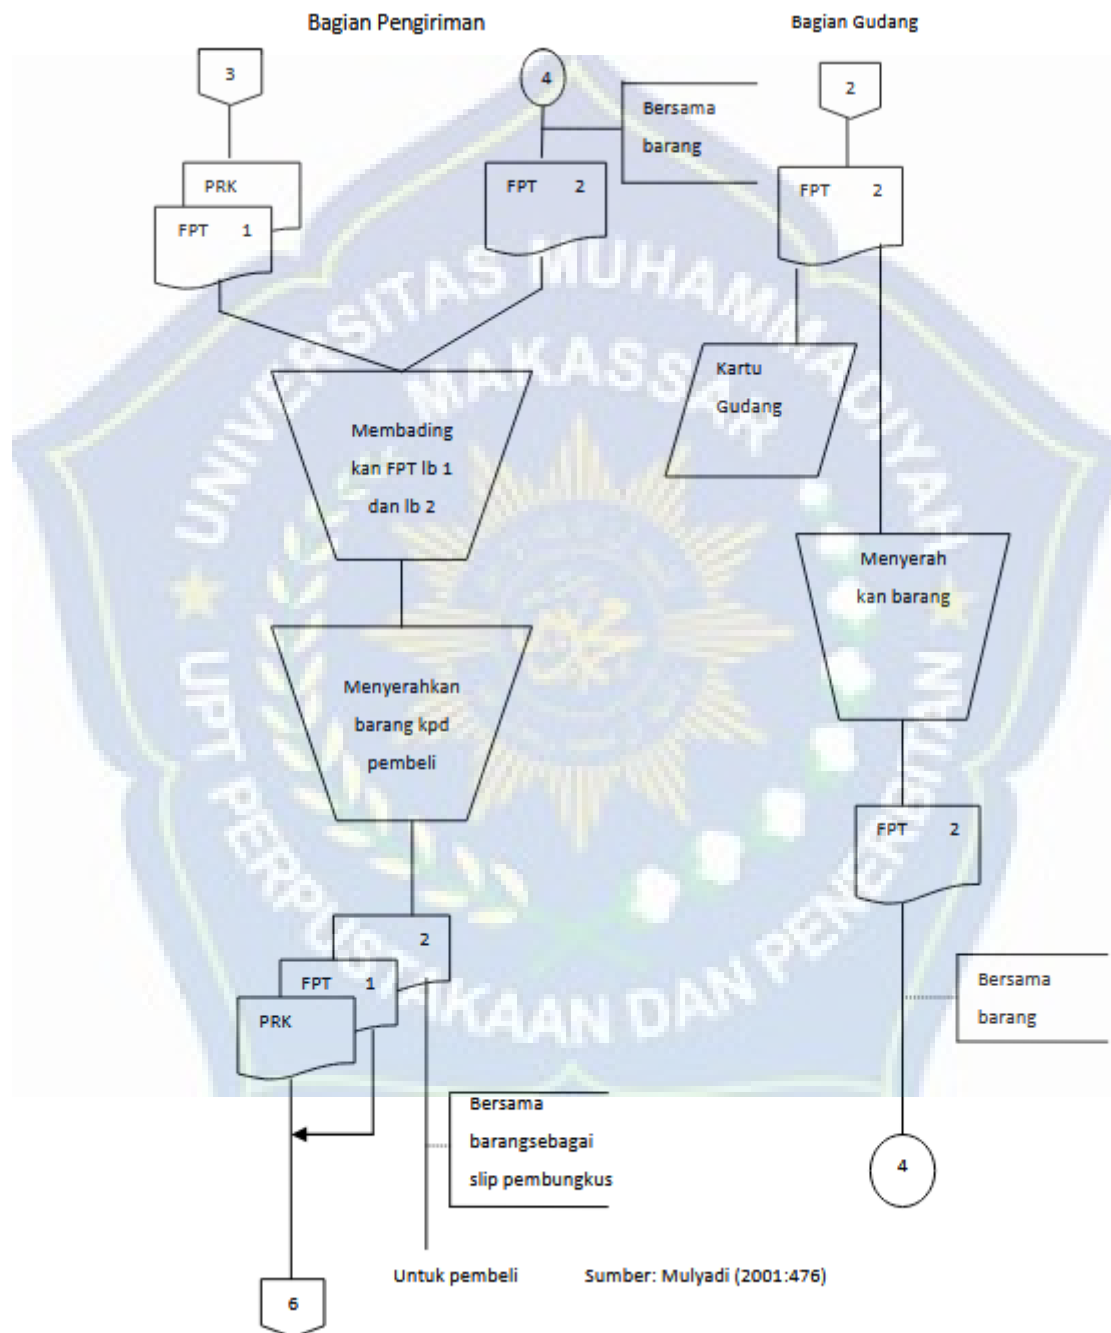 Bagian Pengiriman
Bagian Gudang
3
4
2
Bersama
barang
PRK
FPT 1
FPT 2
FPT 2
Kartu
Gudang
Membading
kan FPT lb 1
dan lb 2
Menyerah
kan barang
Menyerahkan
barang kpd
pembeli
FPT 2
2
FPT 1
PRK
Bersama
barang
Bersama
barangsebagai
slip pembungkus
4
Untuk pembeli
Sumber: Mulyadi (2001:476)
6
UNIVERSITAS MUHAMMADIYAH
MAKASSAR
UPT PERPUSTAKAAN DAN PENERBITAN